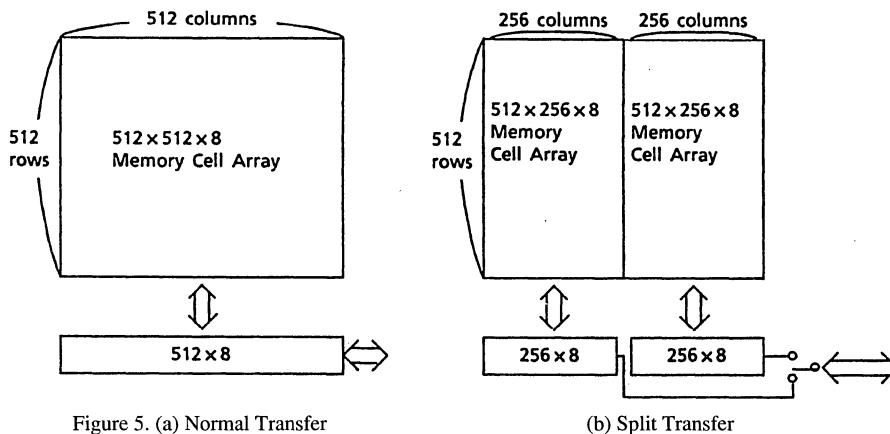 512 columns
512
rows
512×512×8
Memory Cell Array
512×8
Figure 5. (a) Normal Transfer
256 columns
256 columns
512
rows
512×256×8
Memory
Cell Array
512×256×8
Memory
Cell Array
256×8
256×8
(b) Split Transfer